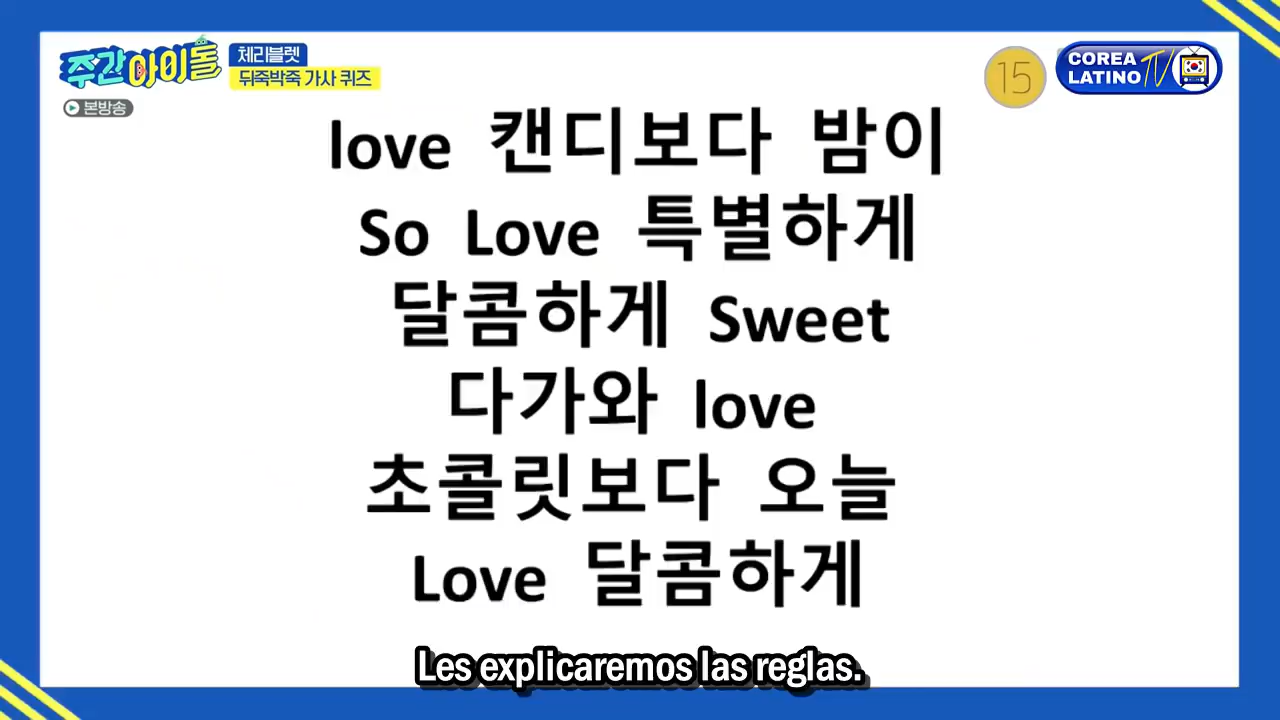 주간아이돌
체리블렛
뒤죽박죽 가사 퀴즈
본방송
15
COREA
LATINO TV
love 캔디보다 밤이
So Love 특별하게
달콤하게 Sweet
다가와 love
초콜릿보다 오늘
Love 달콤하게
Les explicaremos las reglas.